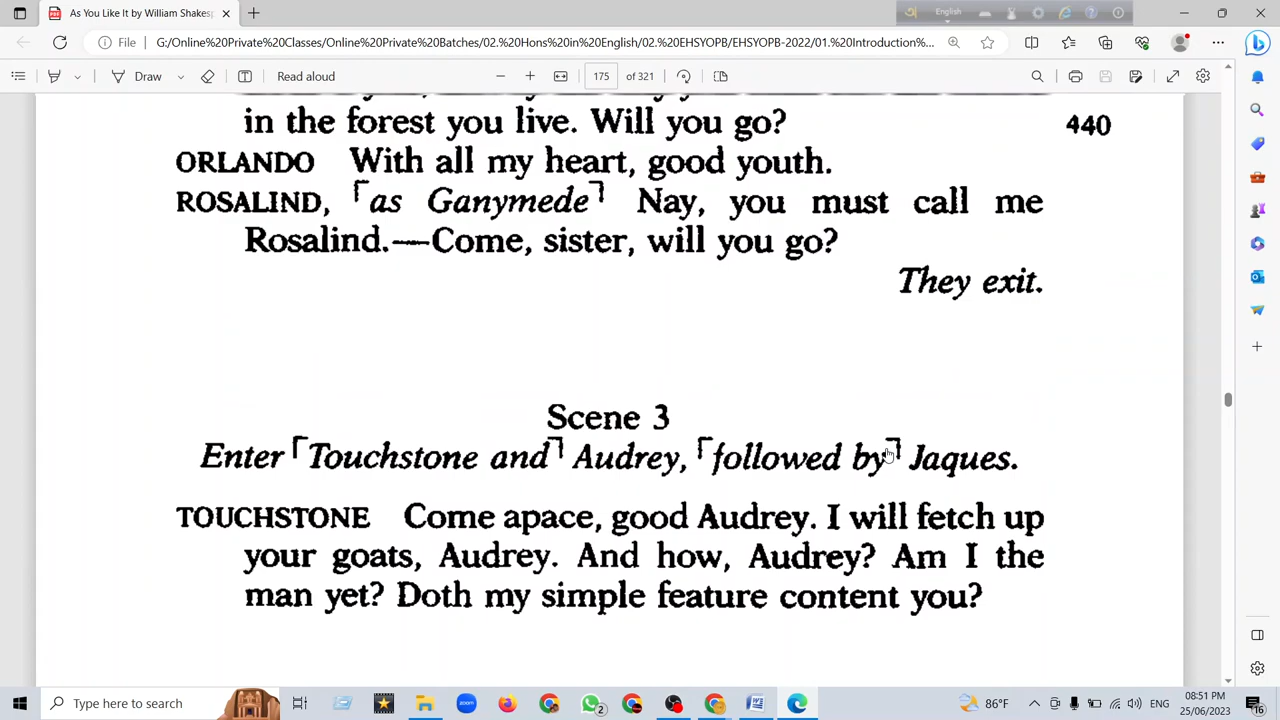 As You Like It by William Shakesp
File G:/Online%20Private%20Classes/Online%20Private%20Batches/02.%20Hons%20in%20English/02.%20EHSYOPB/EHSYOPB-2022/01.%20Introduction%...
Draw Read aloud 175 of 321
in the forest you live. Will you go? 440
ORLANDO With all my heart, good youth.
ROSALIND, ⌜as Ganymede⌝ Nay, you must call me
Rosalind.—Come, sister, will you go?
They exit.
Scene 3
Enter ⌜Touchstone and⌝ Audrey, ⌜followed by⌝ Jaques.
TOUCHSTONE Come apace, good Audrey. I will fetch up
your goats, Audrey. And how, Audrey? Am I the
man yet? Doth my simple feature content you?
Type here to search
2
86°F
ENG
08:51 PM
25/06/2023
16
English